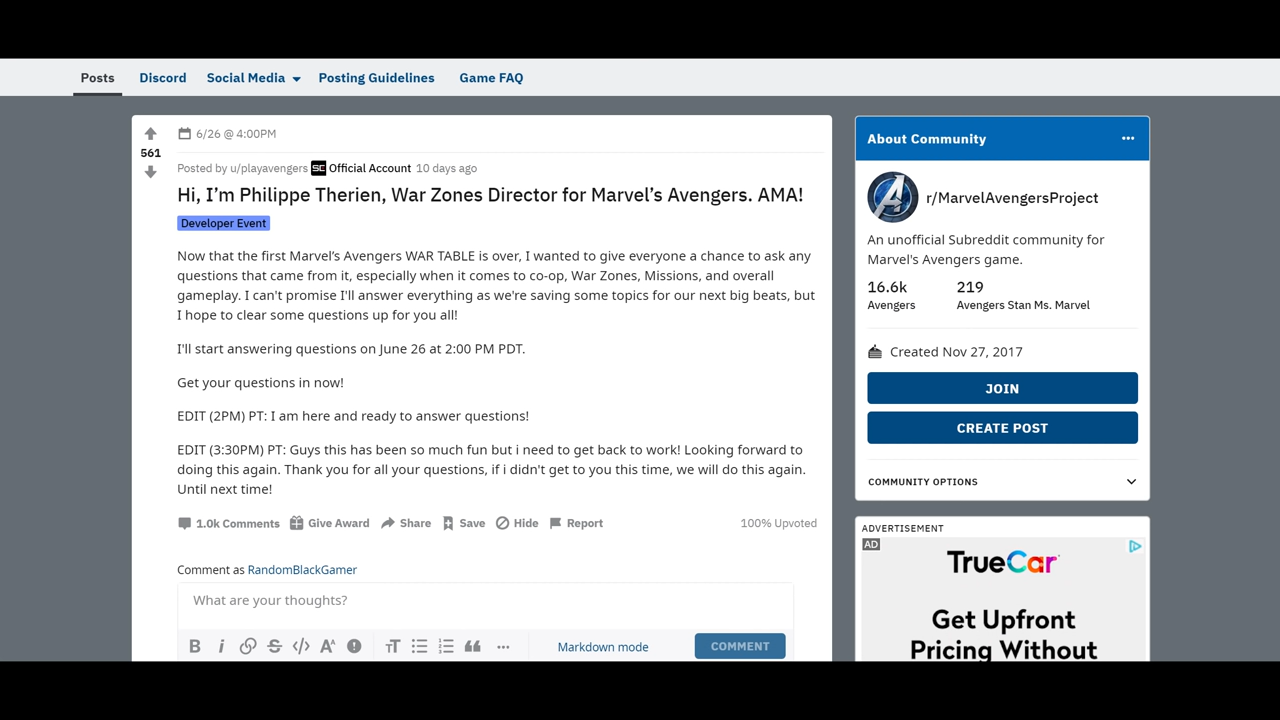 Posts Discord Social Media Posting Guidelines Game FAQ
6/26 @ 4:00PM
561
Posted by u/playavengers SC Official Account 10 days ago
Hi, I’m Philippe Therien, War Zones Director for Marvel’s Avengers. AMA!
Developer Event
Now that the first Marvel’s Avengers WAR TABLE is over, I wanted to give everyone a chance to ask any
questions that came from it, especially when it comes to co-op, War Zones, Missions, and overall
gameplay. I can't promise I'll answer everything as we're saving some topics for our next big beats, but
I hope to clear some questions up for you all!
I'll start answering questions on June 26 at 2:00 PM PDT.
Get your questions in now!
EDIT (2PM) PT: I am here and ready to answer questions!
EDIT (3:30PM) PT: Guys this has been so much fun but i need to get back to work! Looking forward to
doing this again. Thank you for all your questions, if i didn't get to you this time, we will do this again.
Until next time!
1.0k Comments Give Award Share Save Hide Report 100% Upvoted
Comment as RandomBlackGamer
What are your thoughts?
Markdown mode COMMENT
About Community
r/MarvelAvengersProject
An unofficial Subreddit community for
Marvel's Avengers game.
16.6k 219
Avengers Avengers Stan Ms. Marvel
Created Nov 27, 2017
JOIN
CREATE POST
COMMUNITY OPTIONS
ADVERTISEMENT
AD
TrueCar
Get Upfront
Pricing Without